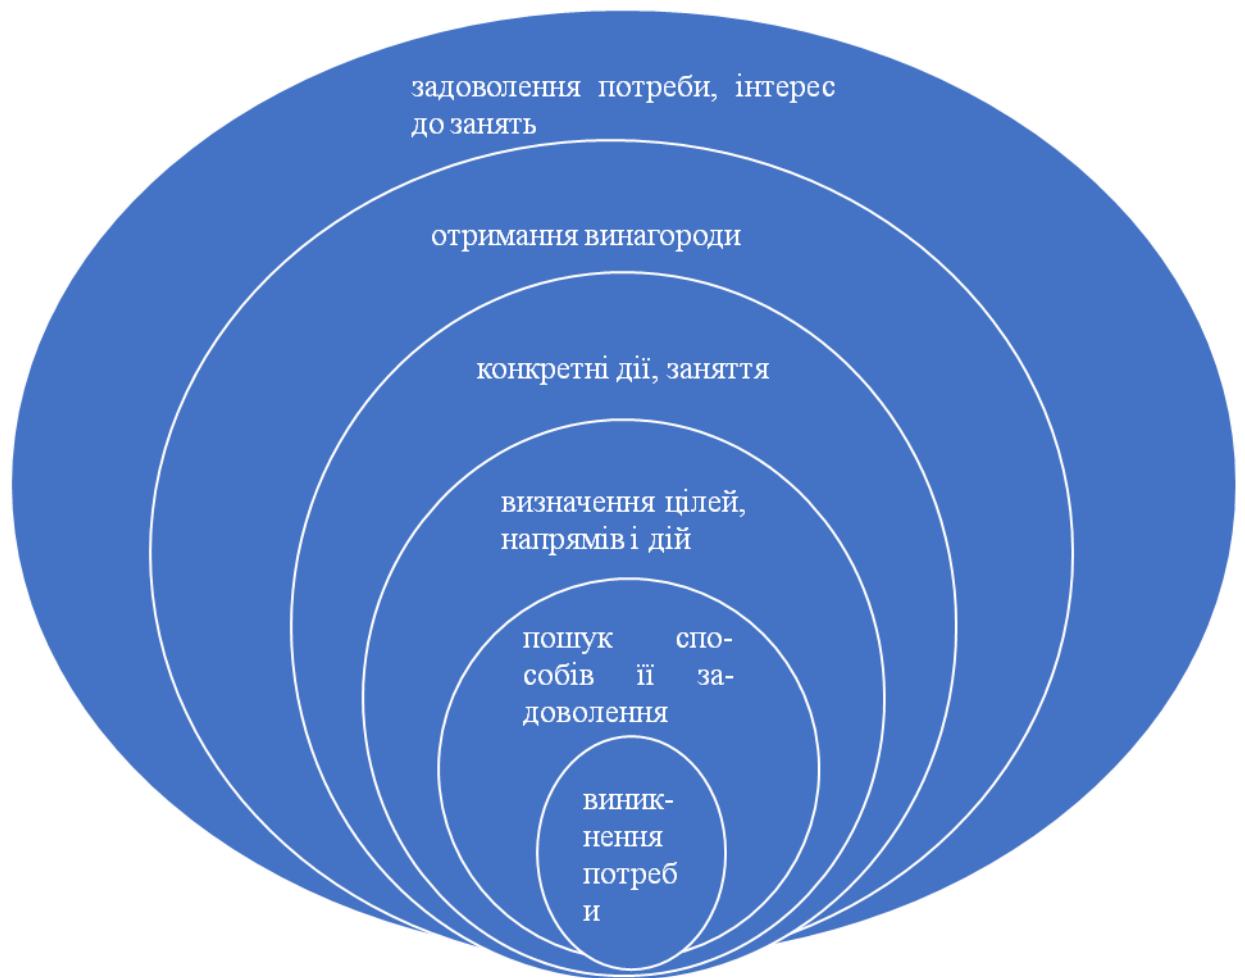 задоволення потреби, інтерес
до занять
отримання винагороди
конкретні дії, заняття
визначення цілей,
напрямів і дій
пошук спо-
собів її за-
доволення
виник-
нення
потреб
и